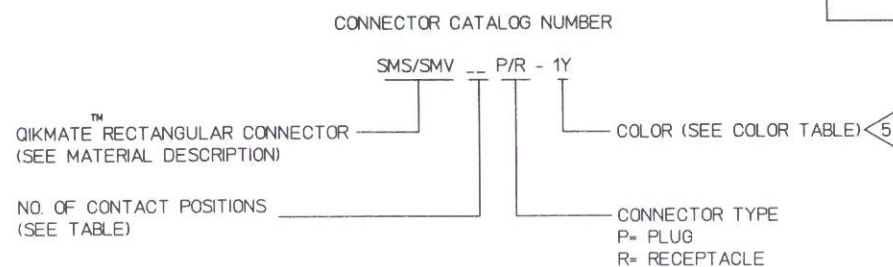 CONNECTOR CATALOG NUMBER
SMS/SMV __ P/R - 1Y
QIKMATE™ RECTANGULAR CONNECTOR
(SEE MATERIAL DESCRIPTION)
COLOR (SEE COLOR TABLE) 5
NO. OF CONTACT POSITIONS
(SEE TABLE)
CONNECTOR TYPE
P= PLUG
R= RECEPTACLE